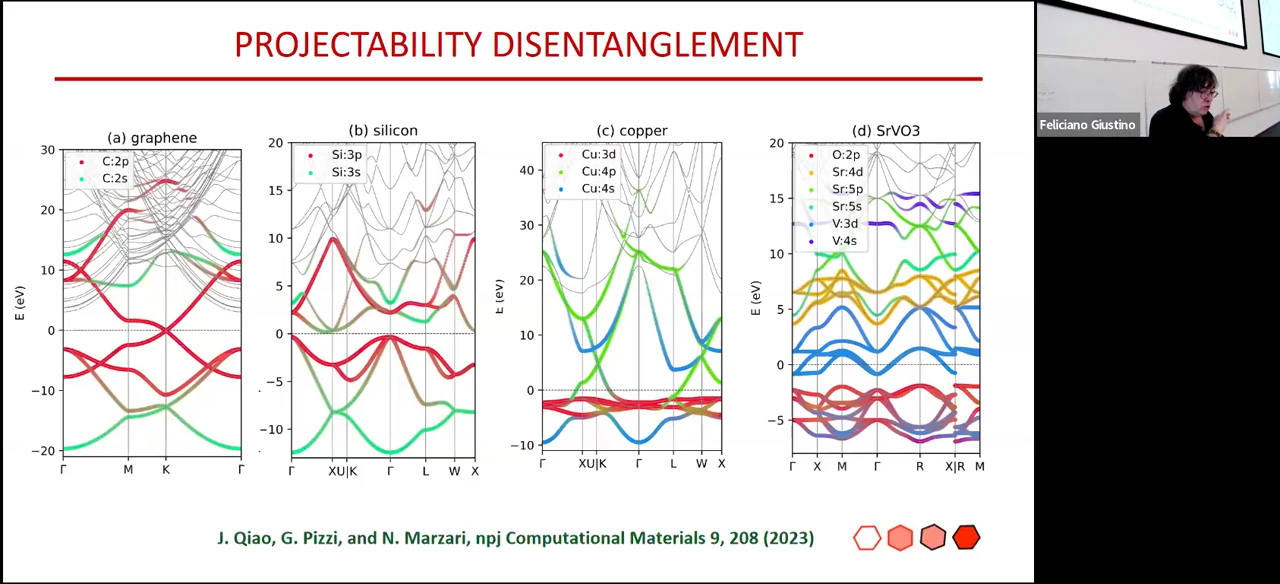 PROJECTABILITY DISENTANGLEMENT
(a) graphene
C:2p
C:2s
30
20
10
0
−10
−20
E (eV)
Γ M K Γ
(b) silicon
Si:3p
Si:3s
20
15
10
5
0
−5
−10
Γ XU|K Γ L W X
(c) copper
Cu:3d
Cu:4p
Cu:4s
40
30
20
10
0
−10
E (eV)
Γ XU|K Γ L W X
(d) SrVO3
O:2p
Sr:4d
Sr:5p
Sr:5s
V:3d
V:4s
20
15
10
5
0
−5
E (eV)
Γ X M Γ R X|R M
J. Qiao, G. Pizzi, and N. Marzari, npj Computational Materials 9, 208 (2023)
Feliciano Giustino